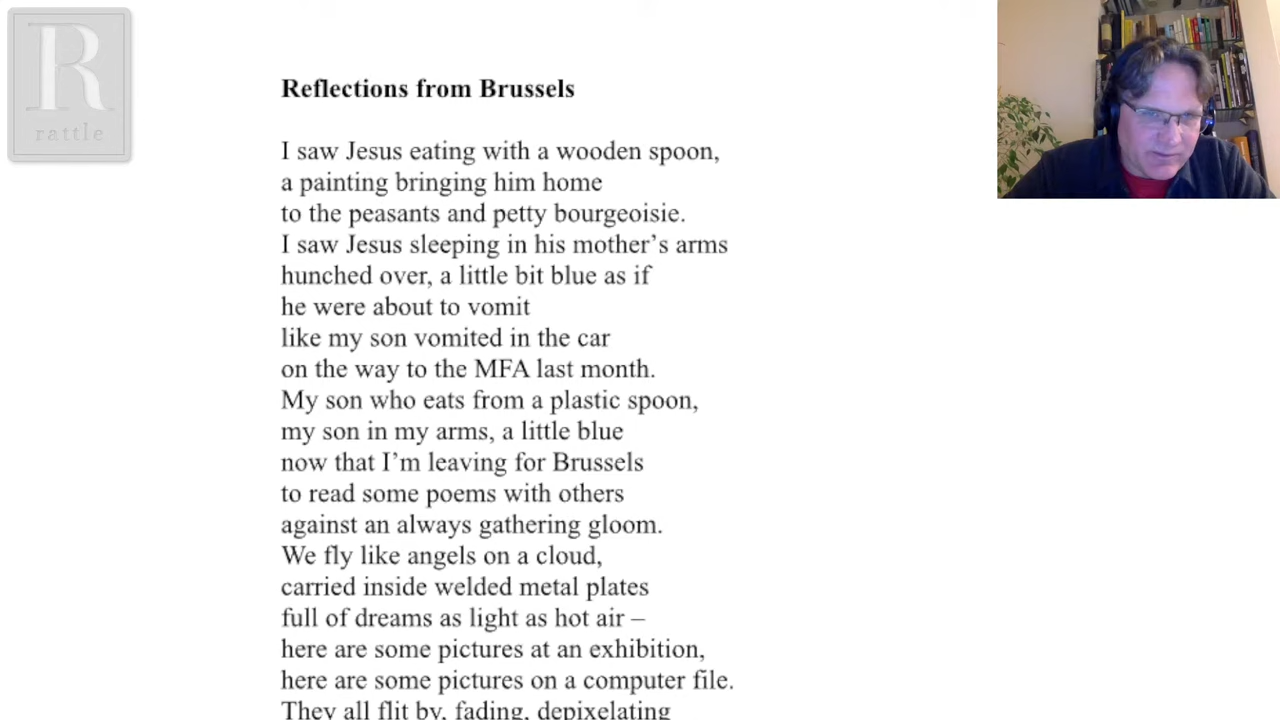 R
rattle
Reflections from Brussels
I saw Jesus eating with a wooden spoon,
a painting bringing him home
to the peasants and petty bourgeoisie.
I saw Jesus sleeping in his mother’s arms
hunched over, a little bit blue as if
he were about to vomit
like my son vomited in the car
on the way to the MFA last month.
My son who eats from a plastic spoon,
my son in my arms, a little blue
now that I’m leaving for Brussels
to read some poems with others
against an always gathering gloom.
We fly like angels on a cloud,
carried inside welded metal plates
full of dreams as light as hot air –
here are some pictures at an exhibition,
here are some pictures on a computer file.
They all flit by, fading, depixelating